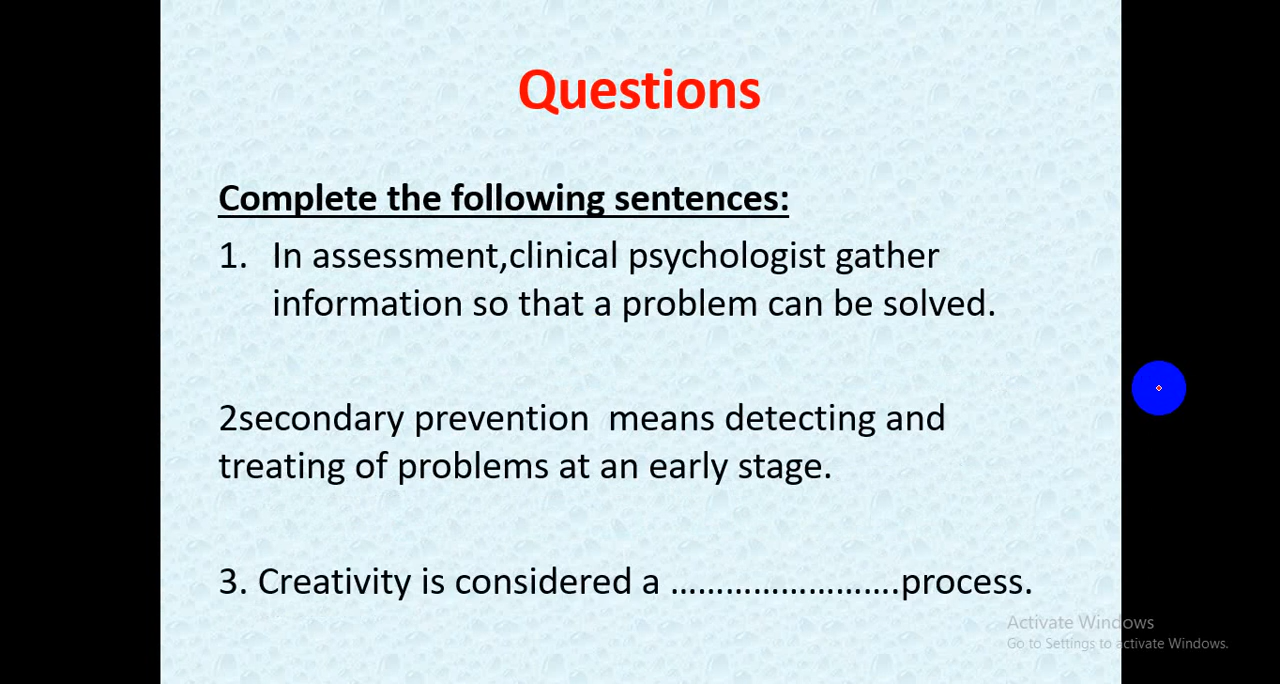 Questions
Complete the following sentences:
1. In assessment,clinical psychologist gather
information so that a problem can be solved.
2secondary prevention  means detecting and
treating of problems at an early stage.
3. Creativity is considered a …………………….process.
Activate Windows
Go to Settings to activate Windows.